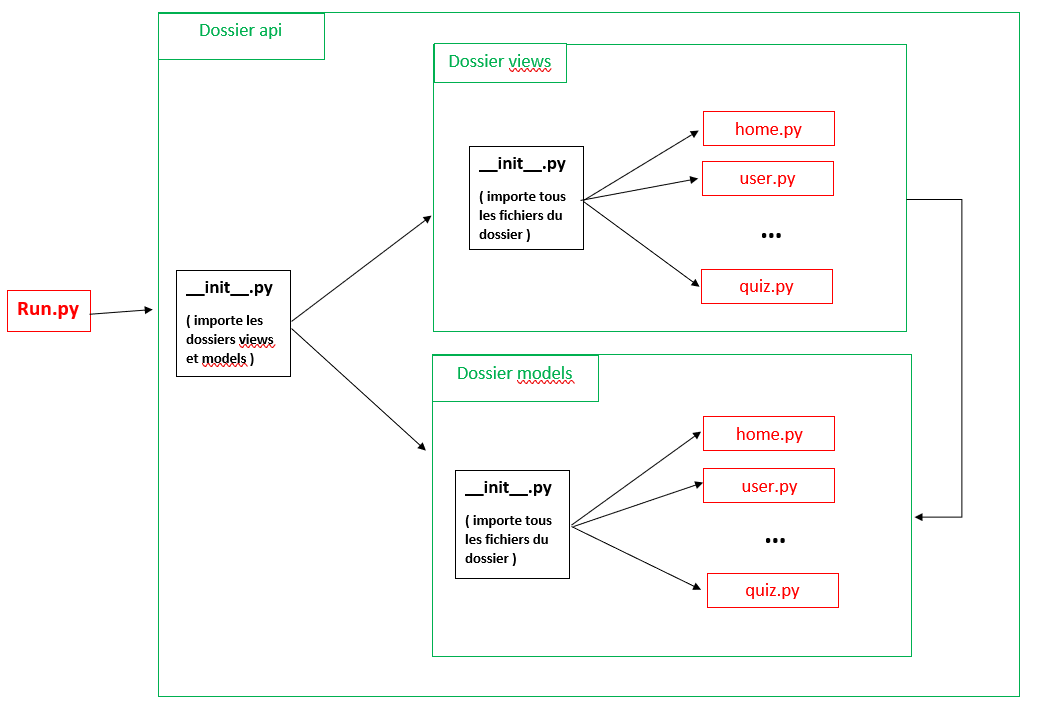 Dossier api
Dossier views
__init__.py
( importe tous
les fichiers du
dossier )
home.py
user.py
...
quiz.py
Run.py
__init__.py
( importe les
dossiers views
et models )
Dossier models
__init__.py
( importe tous
les fichiers du
dossier )
home.py
user.py
...
quiz.py